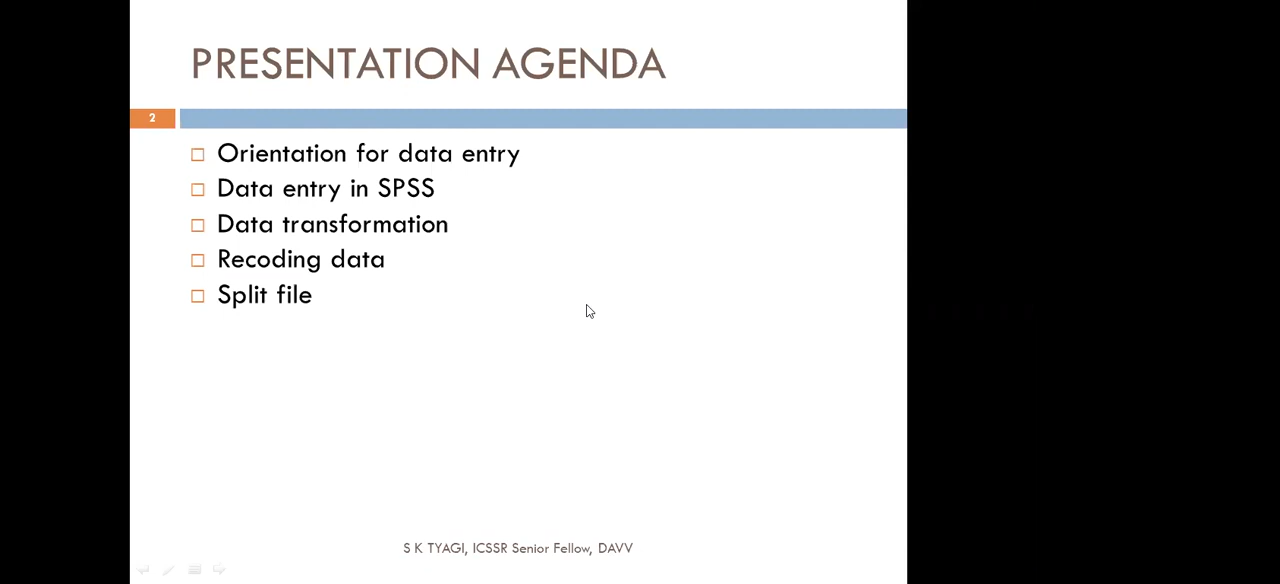 PRESENTATION AGENDA
2
Orientation for data entry
Data entry in SPSS
Data transformation
Recoding data
Split file
S K TYAGI, ICSSR Senior Fellow, DAVV